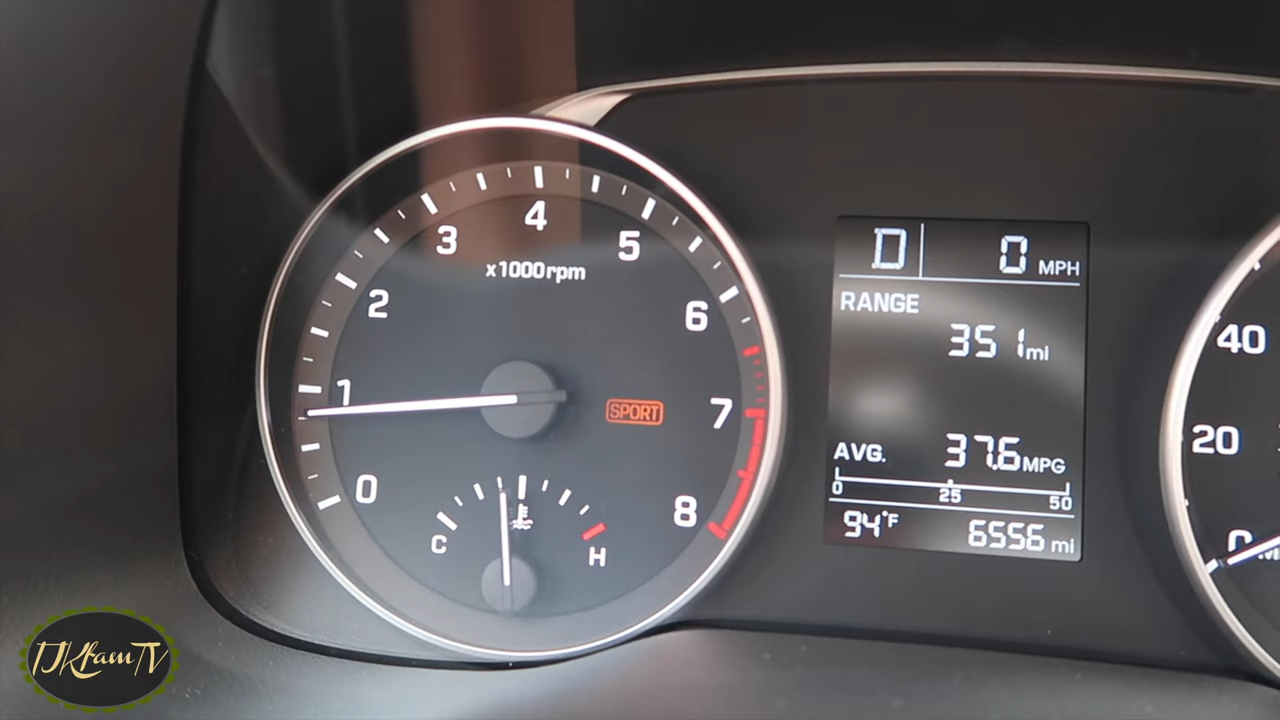 4
3
5
x1000rpm
2
6
1
SPORT
7
0
8
C
H
D 0 MPH
RANGE
351 mi
AVG. 37.6 MPG
0 25 50
94°F 6556 mi
40
20
0
TJKfamTV